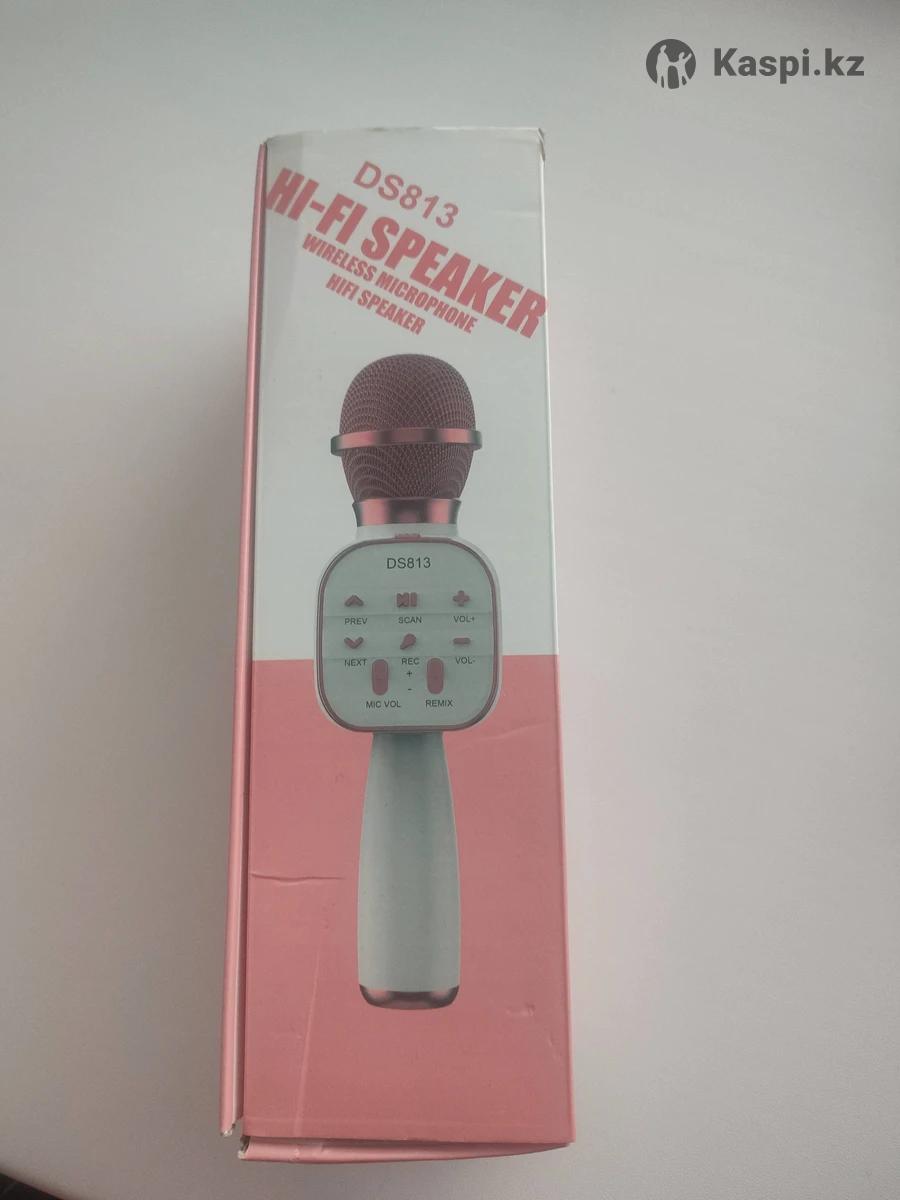 Kaspi.kz
DS813
HI-FI SPEAKER
WIRELESS MICROPHONE
HIFI SPEAKER
DS813
PREV SCAN VOL+
NEXT REC VOL-
+
-
MIC VOL REMIX